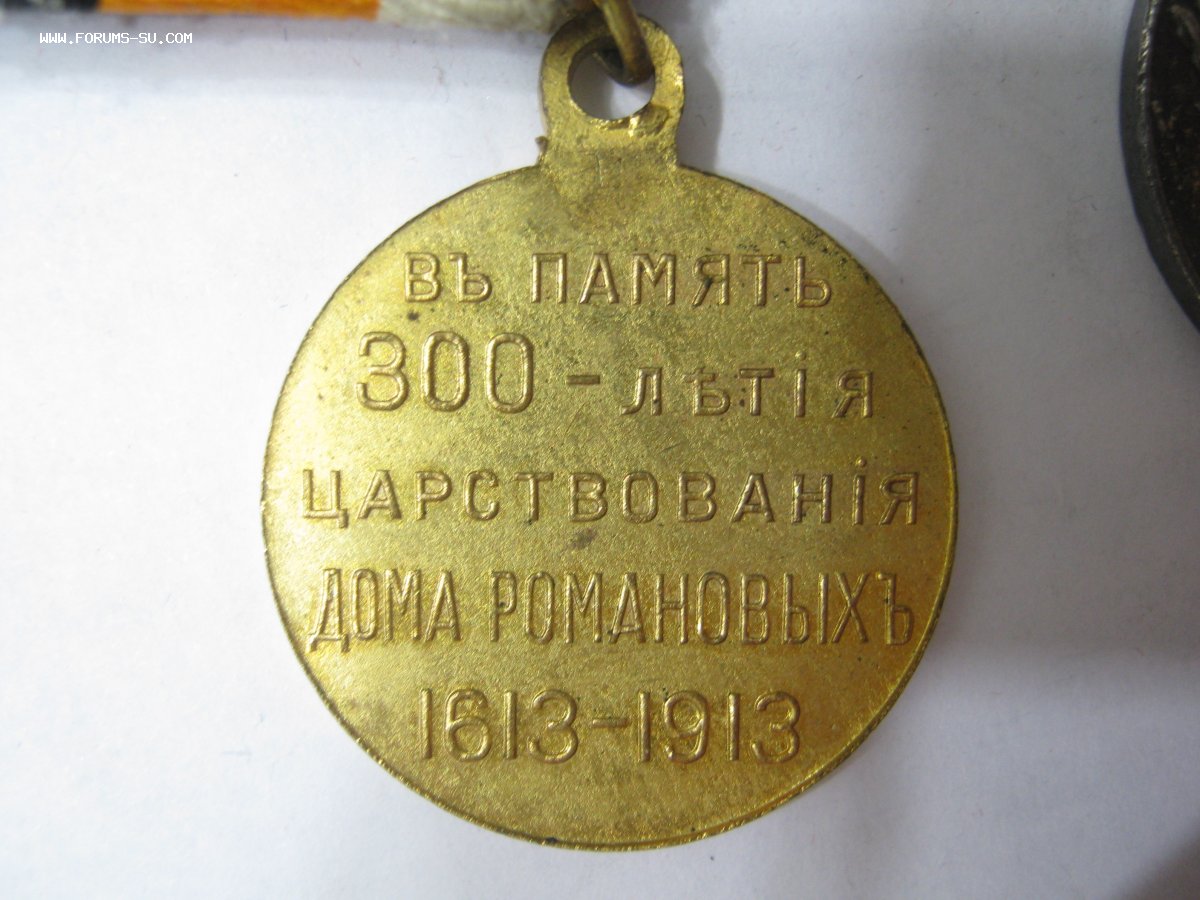 WWW.FORUMS-SU.COM
ВЪ ПАМЯТЬ
300-ЛѢТІЯ
ЦАРСТВОВАНІЯ
ДОМА РОМАНОВЫХЪ
1613-1913